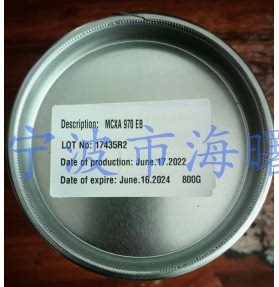 Description: MCXA 970 EB
LOT No: 17435R2
宁波市海曙
Date of production: June.17.2022
Date of expire: June.16.2024 800G